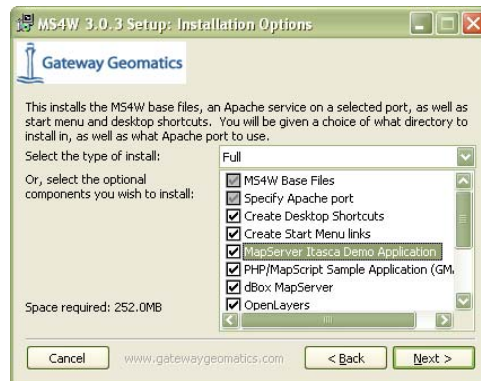 MS4W 3.0.3 Setup: Installation Options
Gateway Geomatics
This installs the MS4W base files, an Apache service on a selected port, as well as
start menu and desktop shortcuts. You will be given a choice of what directory to
install in, as well as what Apache port to use.
Select the type of install:
Full
Or, select the optional
components you wish to install:
MS4W Base Files
Specify Apache port
Create Desktop Shortcuts
Create Start Menu links
MapServer Itasca Demo Application
PHP/MapScript Sample Application (GM
dBox MapServer
OpenLayers
Space required: 252.0MB
Cancel
www.gatewaygeomatics.com
< Back
Next >